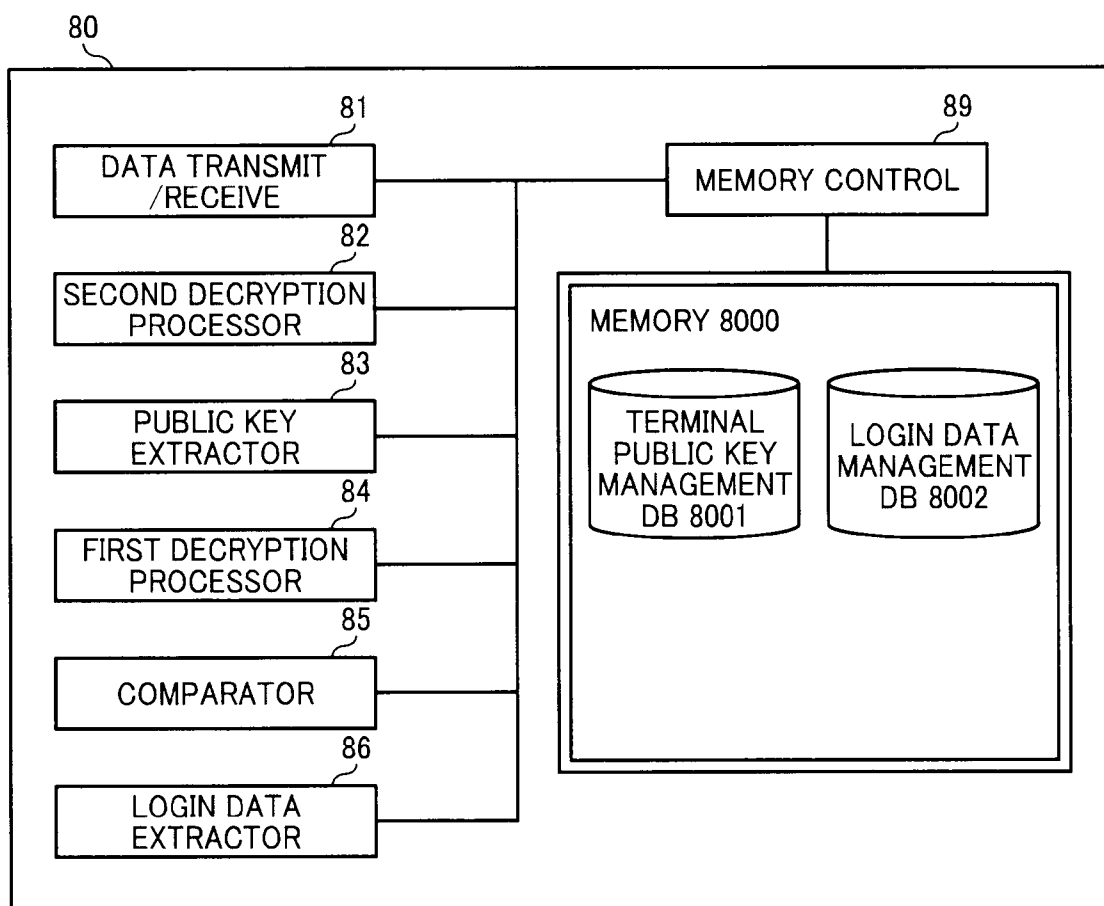 80
81
DATA TRANSMIT
/RECEIVE
89
MEMORY CONTROL
82
SECOND DECRYPTION
PROCESSOR
83
PUBLIC KEY
EXTRACTOR
84
FIRST DECRYPTION
PROCESSOR
85
COMPARATOR
86
LOGIN DATA
EXTRACTOR
MEMORY 8000
TERMINAL
PUBLIC KEY
MANAGEMENT
DB 8001
LOGIN DATA
MANAGEMENT
DB 8002